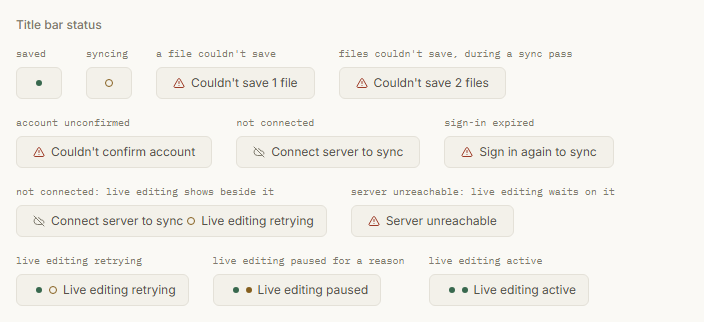 Title bar status
saved syncing a file couldn't save files couldn't save, during a sync pass
Couldn't save 1 file Couldn't save 2 files
account unconfirmed not connected sign-in expired
Couldn't confirm account Connect server to sync Sign in again to sync
not connected: live editing shows beside it server unreachable: live editing waits on it
Connect server to sync Live editing retrying Server unreachable
live editing retrying live editing paused for a reason live editing active
Live editing retrying Live editing paused Live editing active